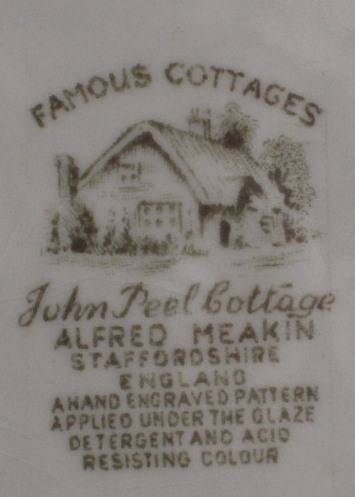 FAMOUS COTTAGES
John Peel Cottage
ALFRED MEAKIN
STAFFORDSHIRE
ENGLAND
A HAND ENGRAVED PATTERN
APPLIED UNDER THE GLAZE
DETERGENT AND ACID
RESISTING COLOUR